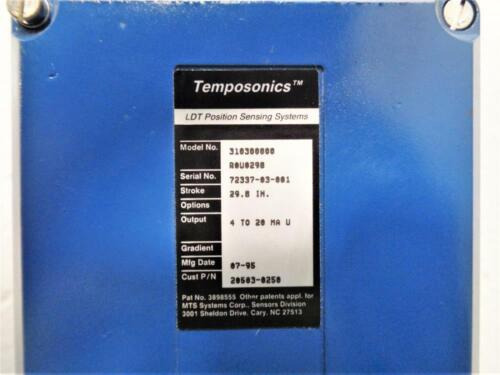 Temposonics™
LDT Position Sensing Systems
Model No. 310300000
R0U0298
Serial No. 72337-03-001
Stroke 29.8 IN.
Options
Output 4 TO 20 MA U
Gradient
Mfg Date 07-95
Cust P/N 20503-0250
Pat No. 3898555 Other patents appl. for
MTS Systems Corp., Sensors Division
3001 Sheldon Drive, Cary, NC 27513